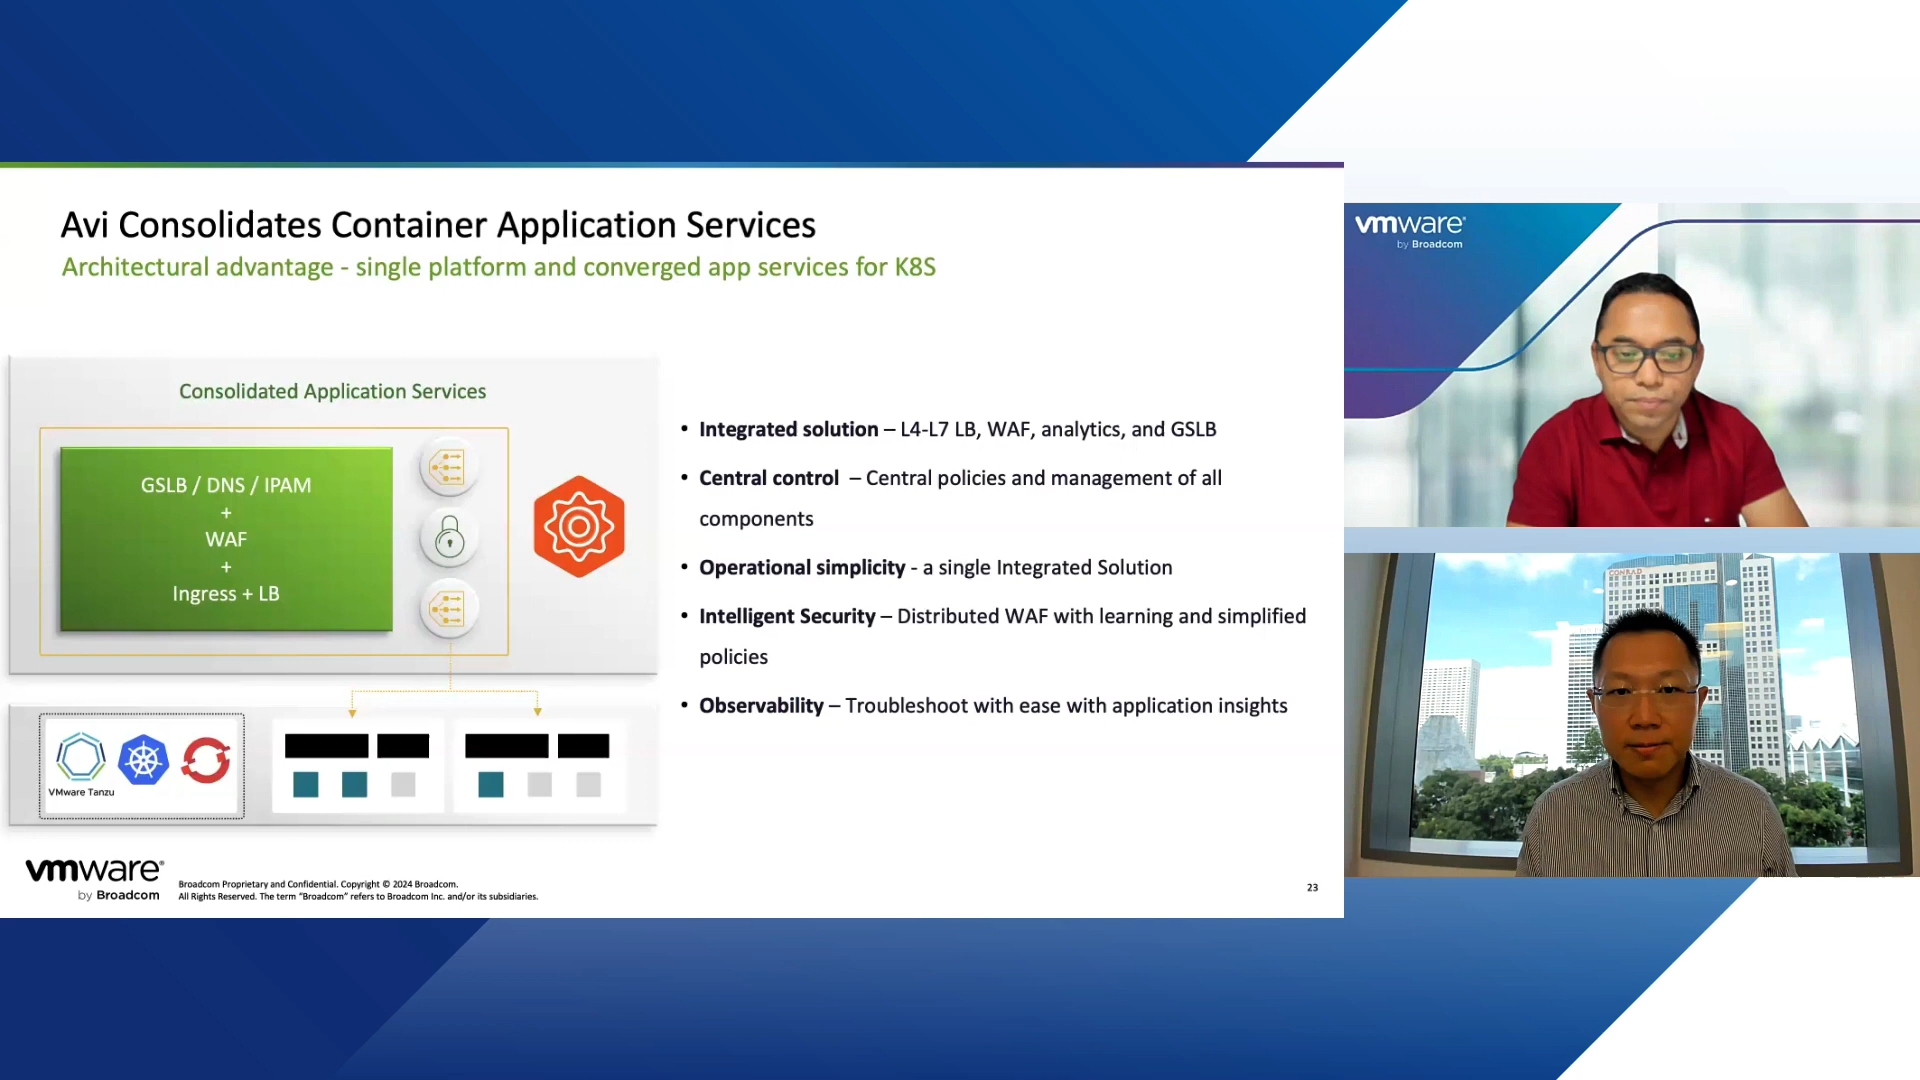 Avi Consolidates Container Application Services
Architectural advantage - single platform and converged app services for K8S
Consolidated Application Services
GSLB / DNS / IPAM
+
WAF
+
Ingress + LB
VMware Tanzu
• Integrated solution – L4-L7 LB, WAF, analytics, and GSLB
• Central control – Central policies and management of all
components
• Operational simplicity - a single Integrated Solution
• Intelligent Security – Distributed WAF with learning and simplified
policies
• Observability – Troubleshoot with ease with application insights
vmware®
by Broadcom
Broadcom Proprietary and Confidential. Copyright © 2024 Broadcom.
All Rights Reserved. The term “Broadcom” refers to Broadcom Inc. and/or its subsidiaries.
23
vmware®
by Broadcom
CONRAD